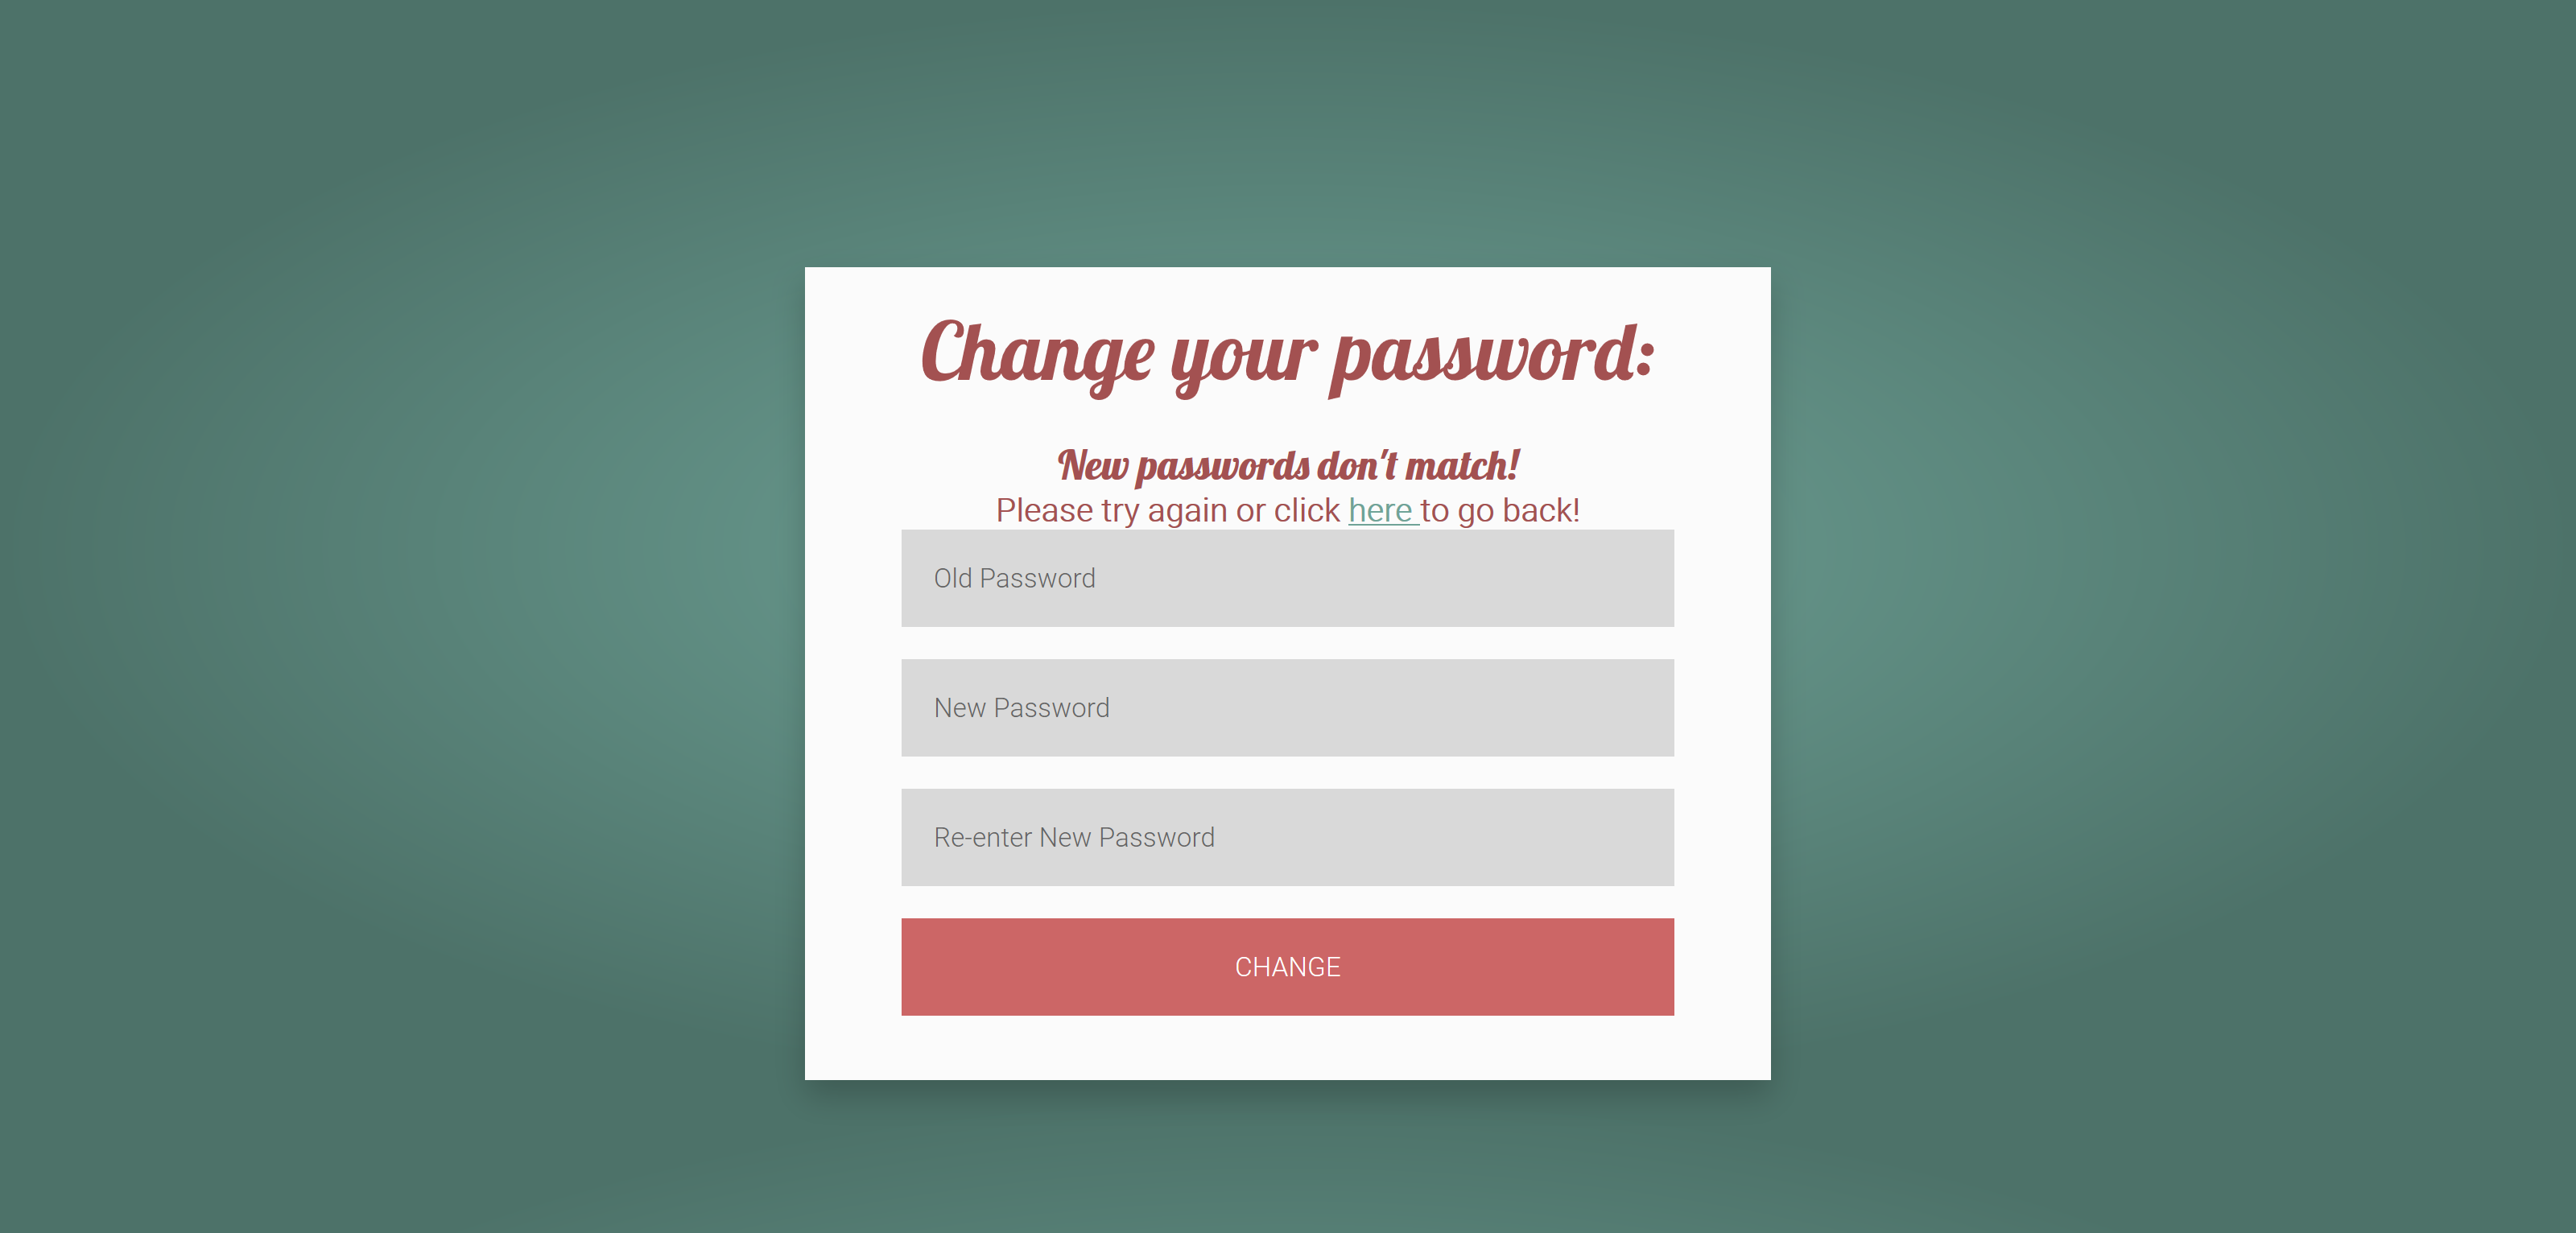 Change your password:
New passwords don't match!
Please try again or click here to go back!
Old Password
New Password
Re-enter New Password
CHANGE